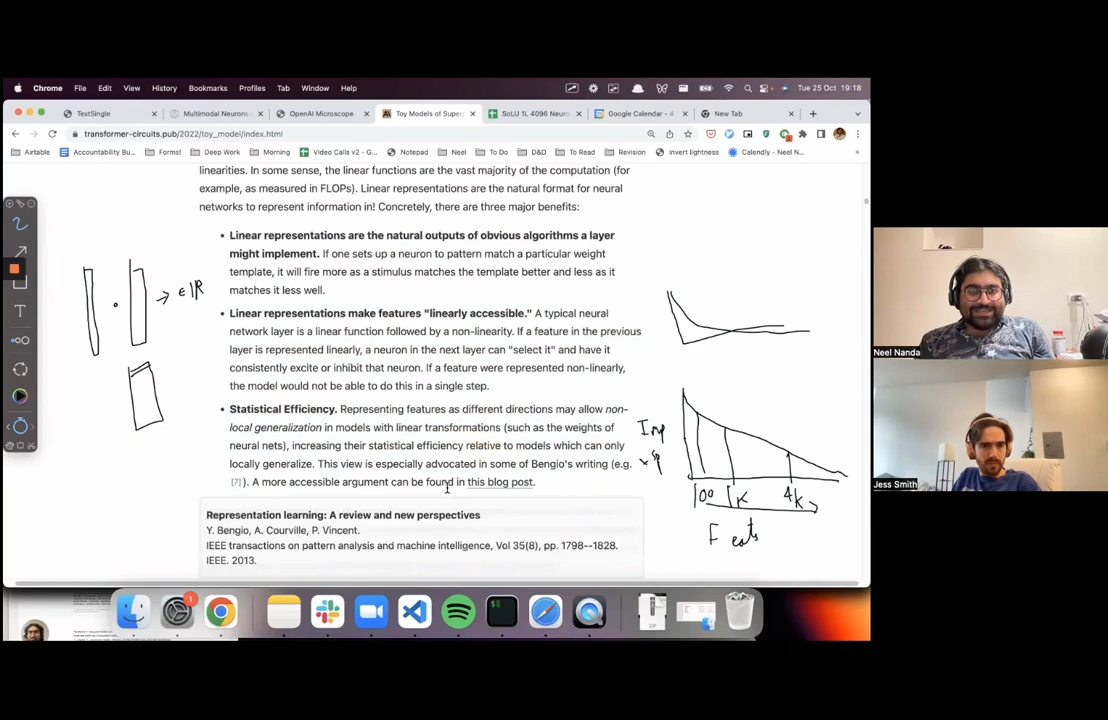 Chrome File Edit View History Bookmarks Profiles Tab Window Help Tue 25 Oct 19:18
TextSingle Multimodal Neurons OpenAI Microscope Toy Models of Super SoLU 1L 4096 Neuro Google Calendar - 4 New Tab
transformer-circuits.pub/2022/toy_model/index.html
Airtable Accountability Bu... Forms! Deep Work Morning Video Calls v2 - G... Notepad Neel To Do D&D To Read Revision invert lightness Calendly - Neel N...
linearities. In some sense, the linear functions are the vast majority of the computation (for
example, as measured in FLOPs). Linear representations are the natural format for neural
networks to represent information in! Concretely, there are three major benefits:
• Linear representations are the natural outputs of obvious algorithms a layer
might implement. If one sets up a neuron to pattern match a particular weight
template, it will fire more as a stimulus matches the template better and less as it
matches it less well.
• Linear representations make features "linearly accessible." A typical neural
network layer is a linear function followed by a non-linearity. If a feature in the previous
layer is represented linearly, a neuron in the next layer can "select it" and have it
consistently excite or inhibit that neuron. If a feature were represented non-linearly,
the model would not be able to do this in a single step.
• Statistical Efficiency. Representing features as different directions may allow non-
local generalization in models with linear transformations (such as the weights of
neural nets), increasing their statistical efficiency relative to models which can only
locally generalize. This view is especially advocated in some of Bengio's writing (e.g.
[7]). A more accessible argument can be found in this blog post.
Representation learning: A review and new perspectives
Y. Bengio, A. Courville, P. Vincent.
IEEE transactions on pattern analysis and machine intelligence, Vol 35(8), pp. 1798--1828.
IEEE. 2013.
→ ∈ ℝ
Imp
x sp
100 1K 4K
Feats
Neel Nanda
Jess Smith